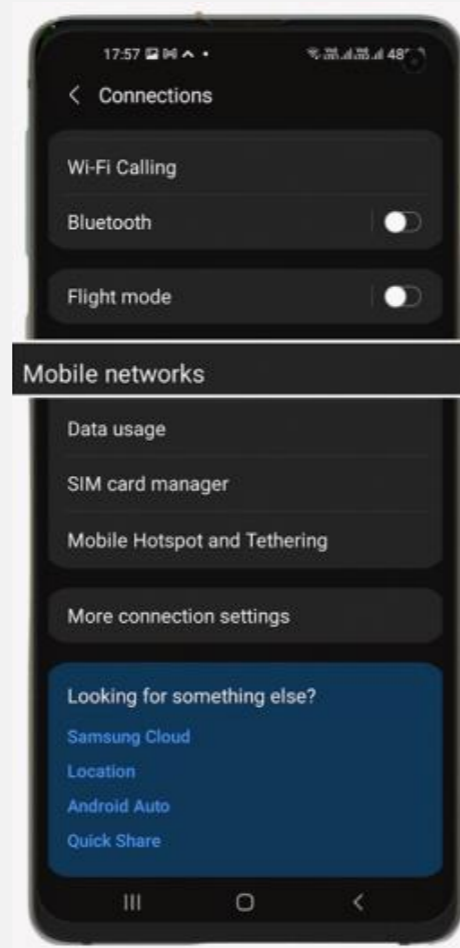 17:57
Connections
Wi-Fi Calling
Bluetooth
Flight mode
Mobile networks
Data usage
SIM card manager
Mobile Hotspot and Tethering
More connection settings
Looking for something else?
Samsung Cloud
Location
Android Auto
Quick Share